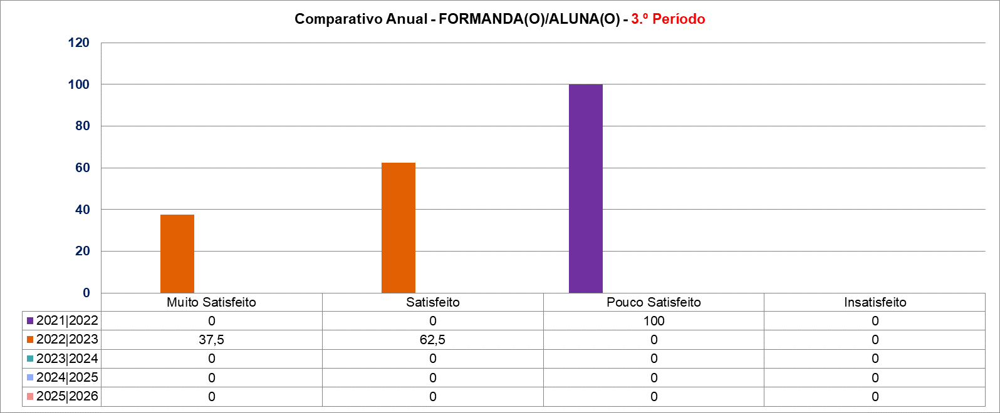 Comparativo Anual - FORMANDA(O)/ALUNA(O) - 3.º Período
120
100
80
60
40
20
0
Muito Satisfeito Satisfeito Pouco Satisfeito Insatisfeito
2021|2022 0 0 100 0
2022|2023 37,5 62,5 0 0
2023|2024 0 0 0 0
2024|2025 0 0 0 0
2025|2026 0 0 0 0